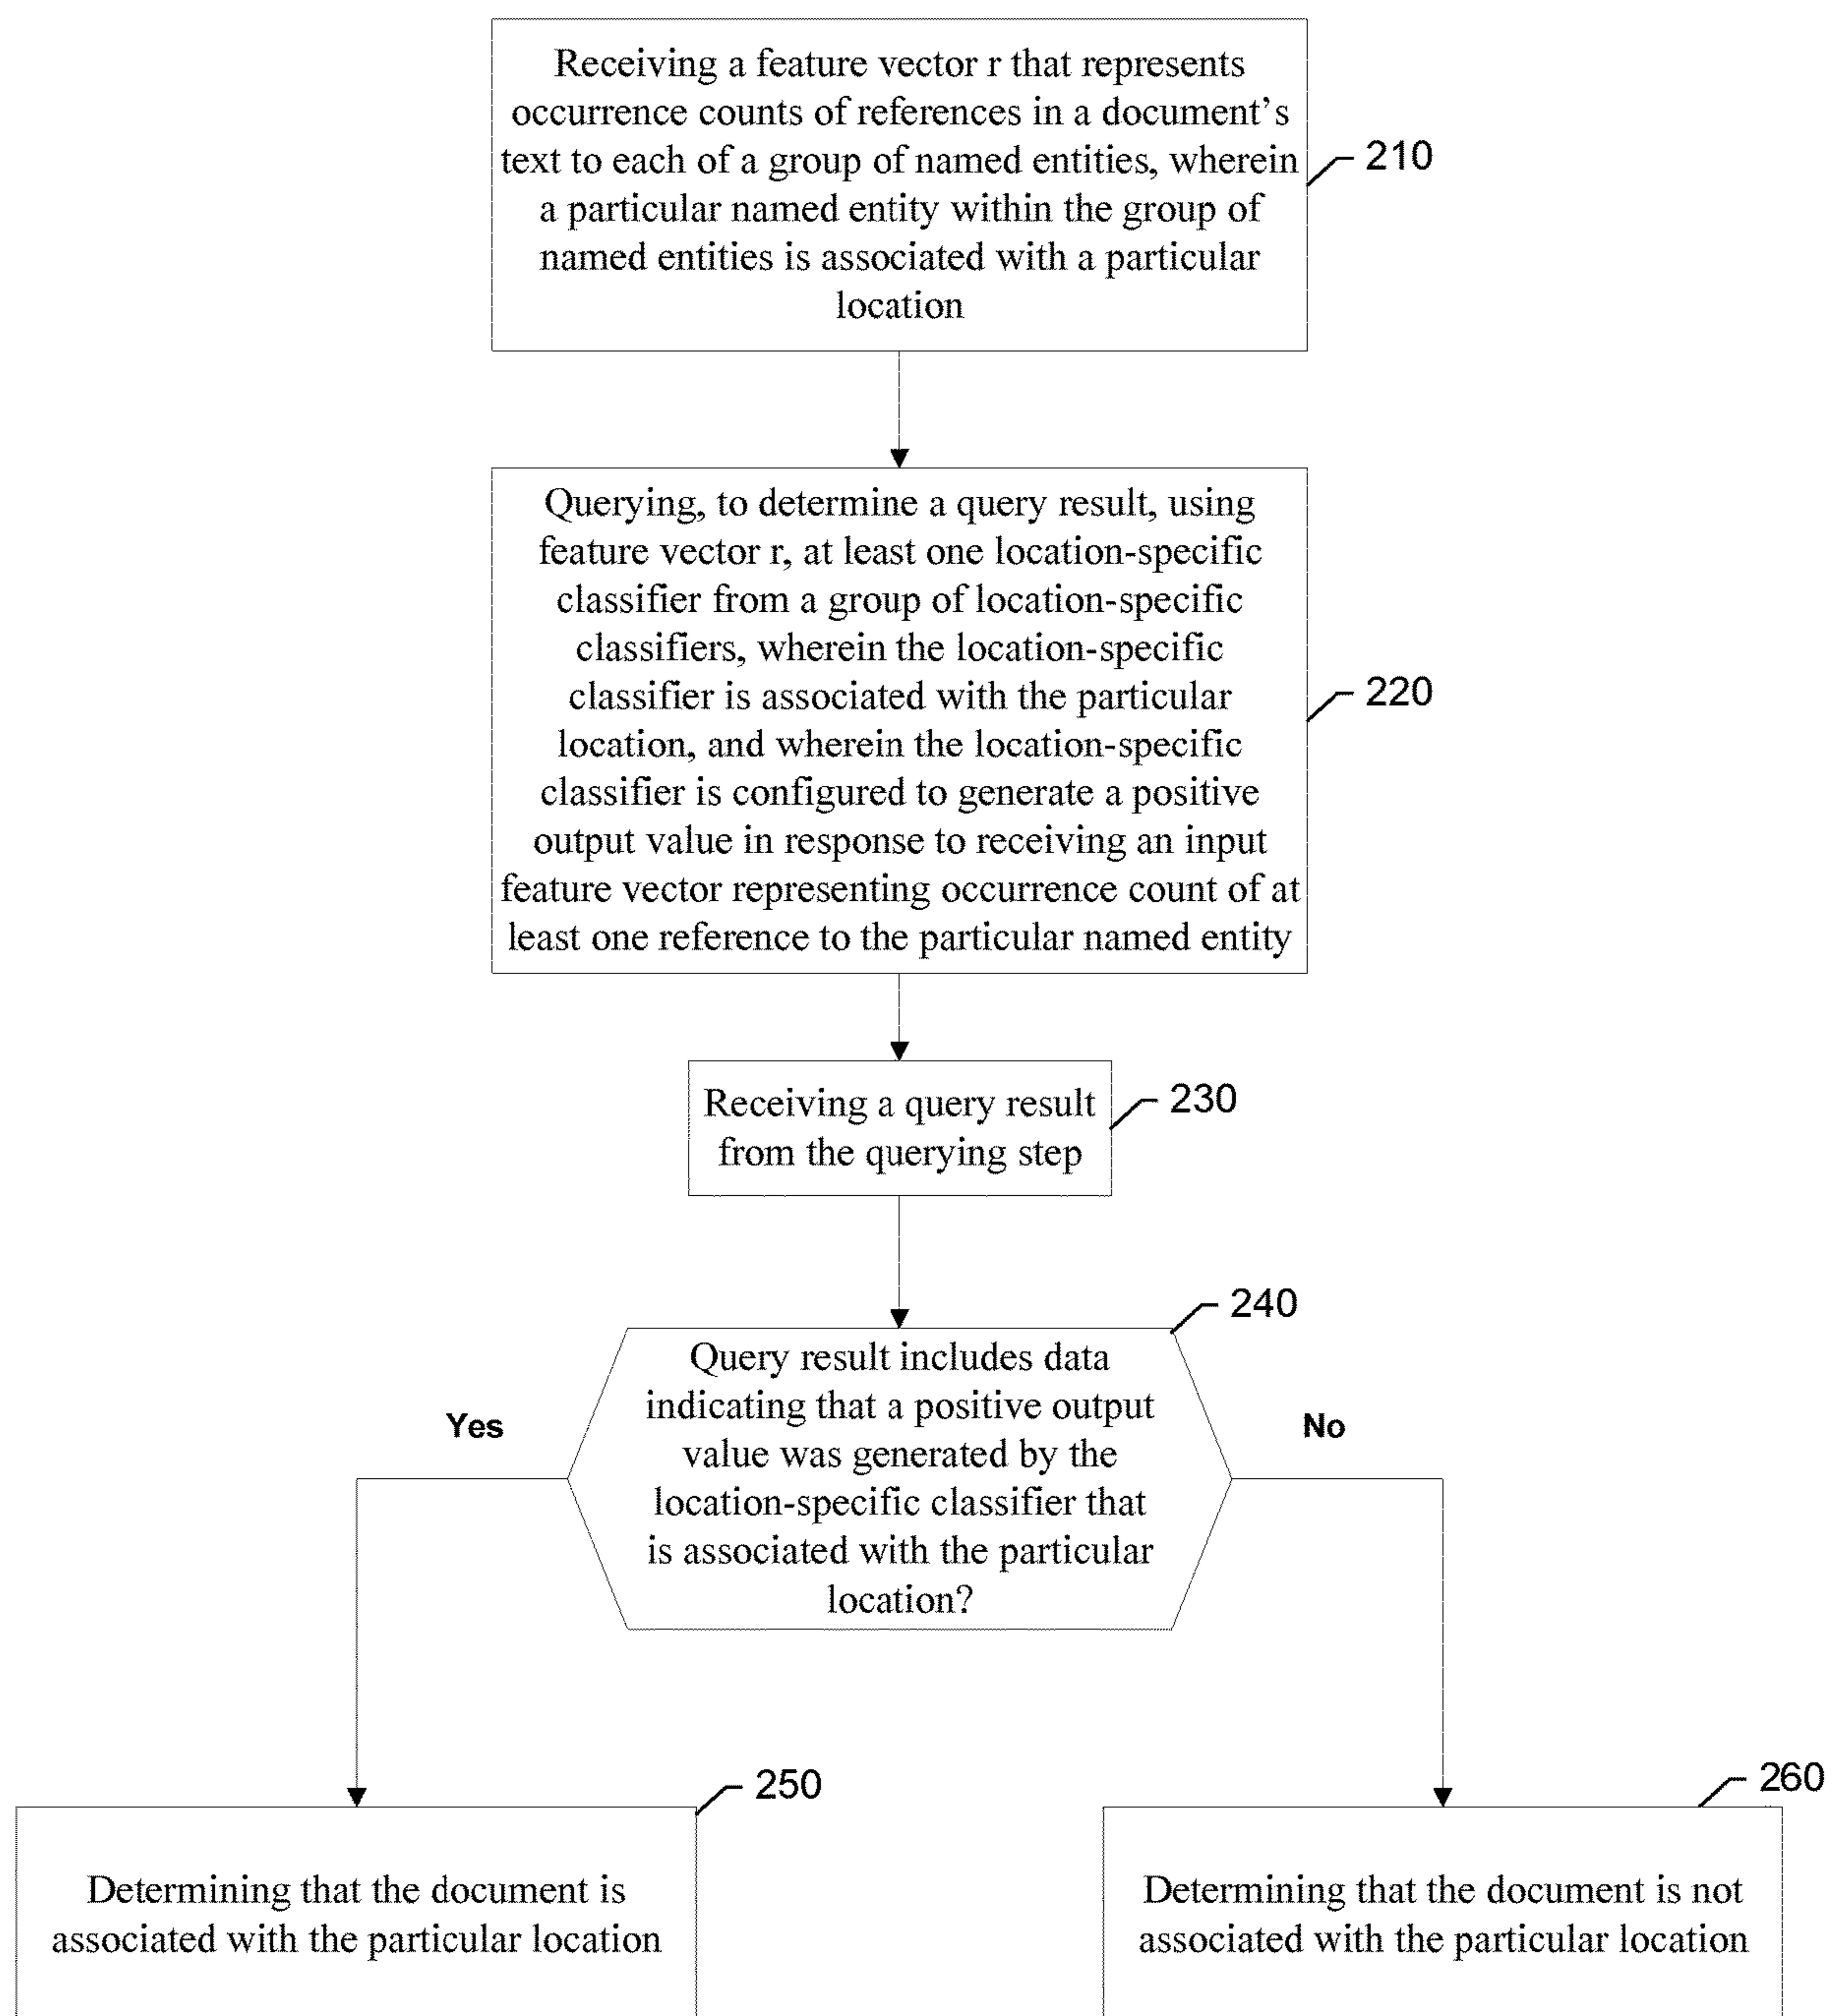 Receiving a feature vector r that represents
occurrence counts of references in a document's
text to each of a group of named entities, wherein
a particular named entity within the group of
named entities is associated with a particular
location
210
Querying, to determine a query result, using
feature vector r, at least one location-specific
classifier from a group of location-specific
classifiers, wherein the location-specific
classifier is associated with the particular
location, and wherein the location-specific
classifier is configured to generate a positive
output value in response to receiving an input
feature vector representing occurrence count of at
least one reference to the particular named entity
220
Receiving a query result
from the querying step
230
240
Query result includes data
indicating that a positive output
value was generated by the
location-specific classifier that
is associated with the particular
location?
Yes
No
250
Determining that the document is
associated with the particular location
260
Determining that the document is not
associated with the particular location